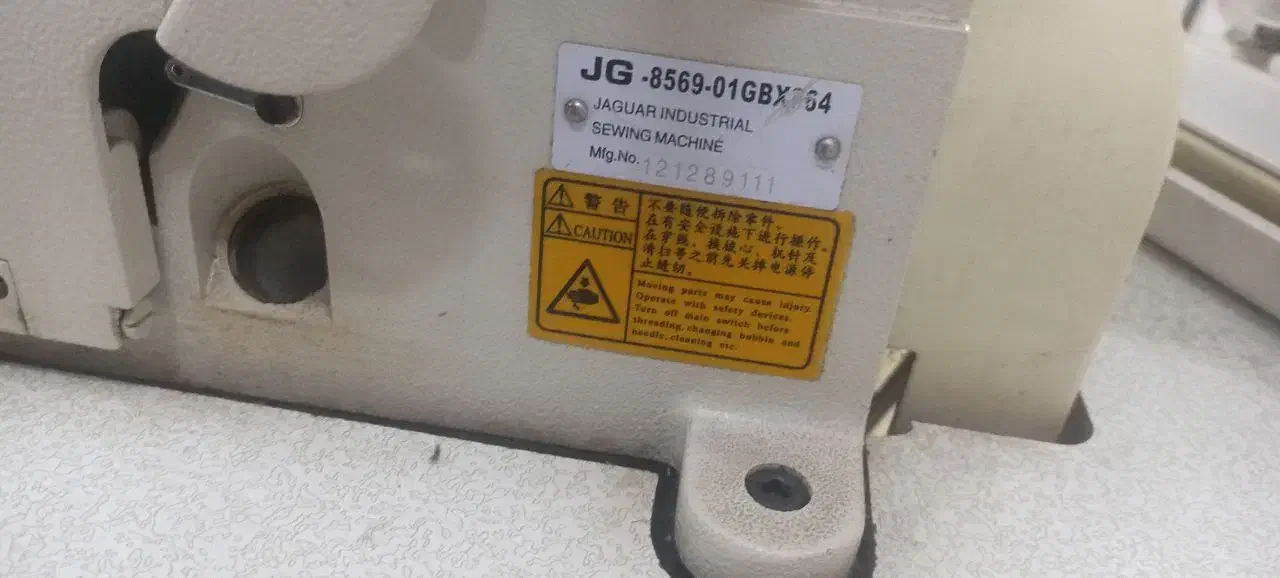 JG -8569-01GBX364
JAGUAR INDUSTRIAL
SEWING MACHINE
Mfg.No. 121289111
警告
CAUTION
不要随便拆除零件。
在有安全设施下进行操作。
在穿线、换梭心、机针及
清扫等之前先关掉电源停
止缝纫。
Moving parts may cause injury.
Operate with safety devices.
Turn off main switch before
threading, changing bobbin and
needle, cleaning etc.